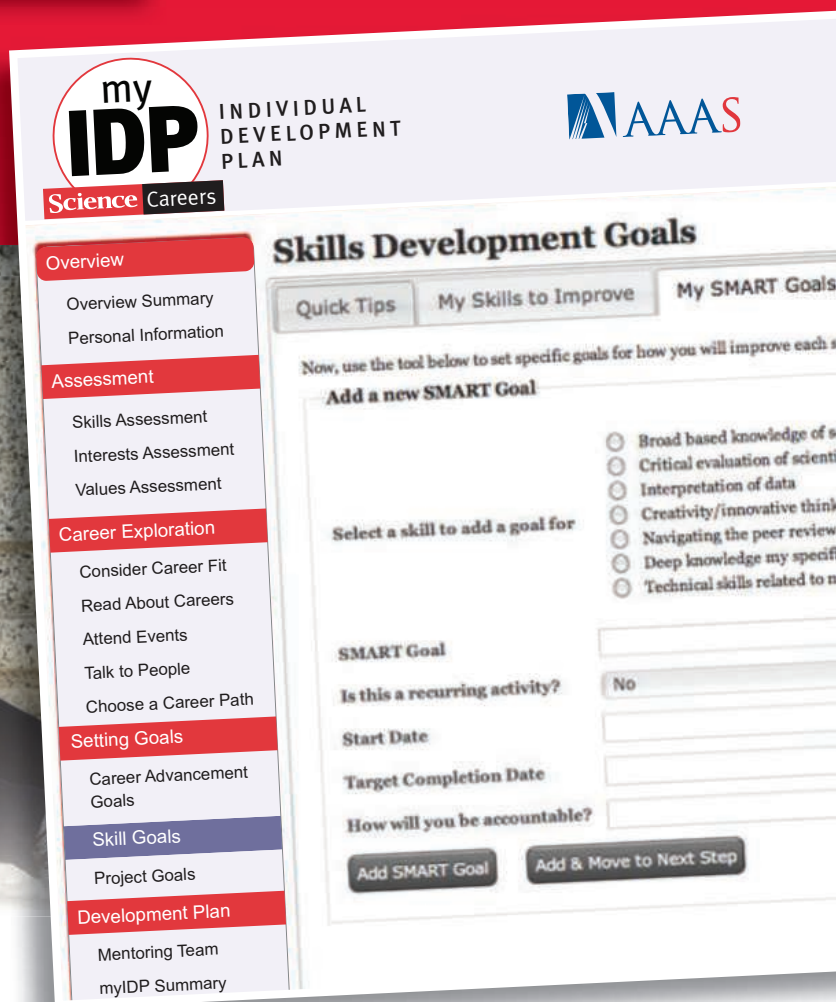 my
IDP
INDIVIDUAL
DEVELOPMENT
PLAN
Science Careers
AAAS
Overview
Overview Summary
Personal Information
Assessment
Skills Assessment
Interests Assessment
Values Assessment
Career Exploration
Consider Career Fit
Read About Careers
Attend Events
Talk to People
Choose a Career Path
Setting Goals
Career Advancement
Goals
Skill Goals
Project Goals
Development Plan
Mentoring Team
myIDP Summary
Skills Development Goals
Quick Tips
My Skills to Improve
My SMART Goals
Now, use the tool below to set specific goals for how you will improve each s
Add a new SMART Goal
Select a skill to add a goal for
Broad based knowledge of s
Critical evaluation of scienti
Interpretation of data
Creativity/innovative think
Navigating the peer review
Deep knowledge my specifi
Technical skills related to m
SMART Goal
Is this a recurring activity?
No
Start Date
Target Completion Date
How will you be accountable?
Add SMART Goal
Add & Move to Next Step